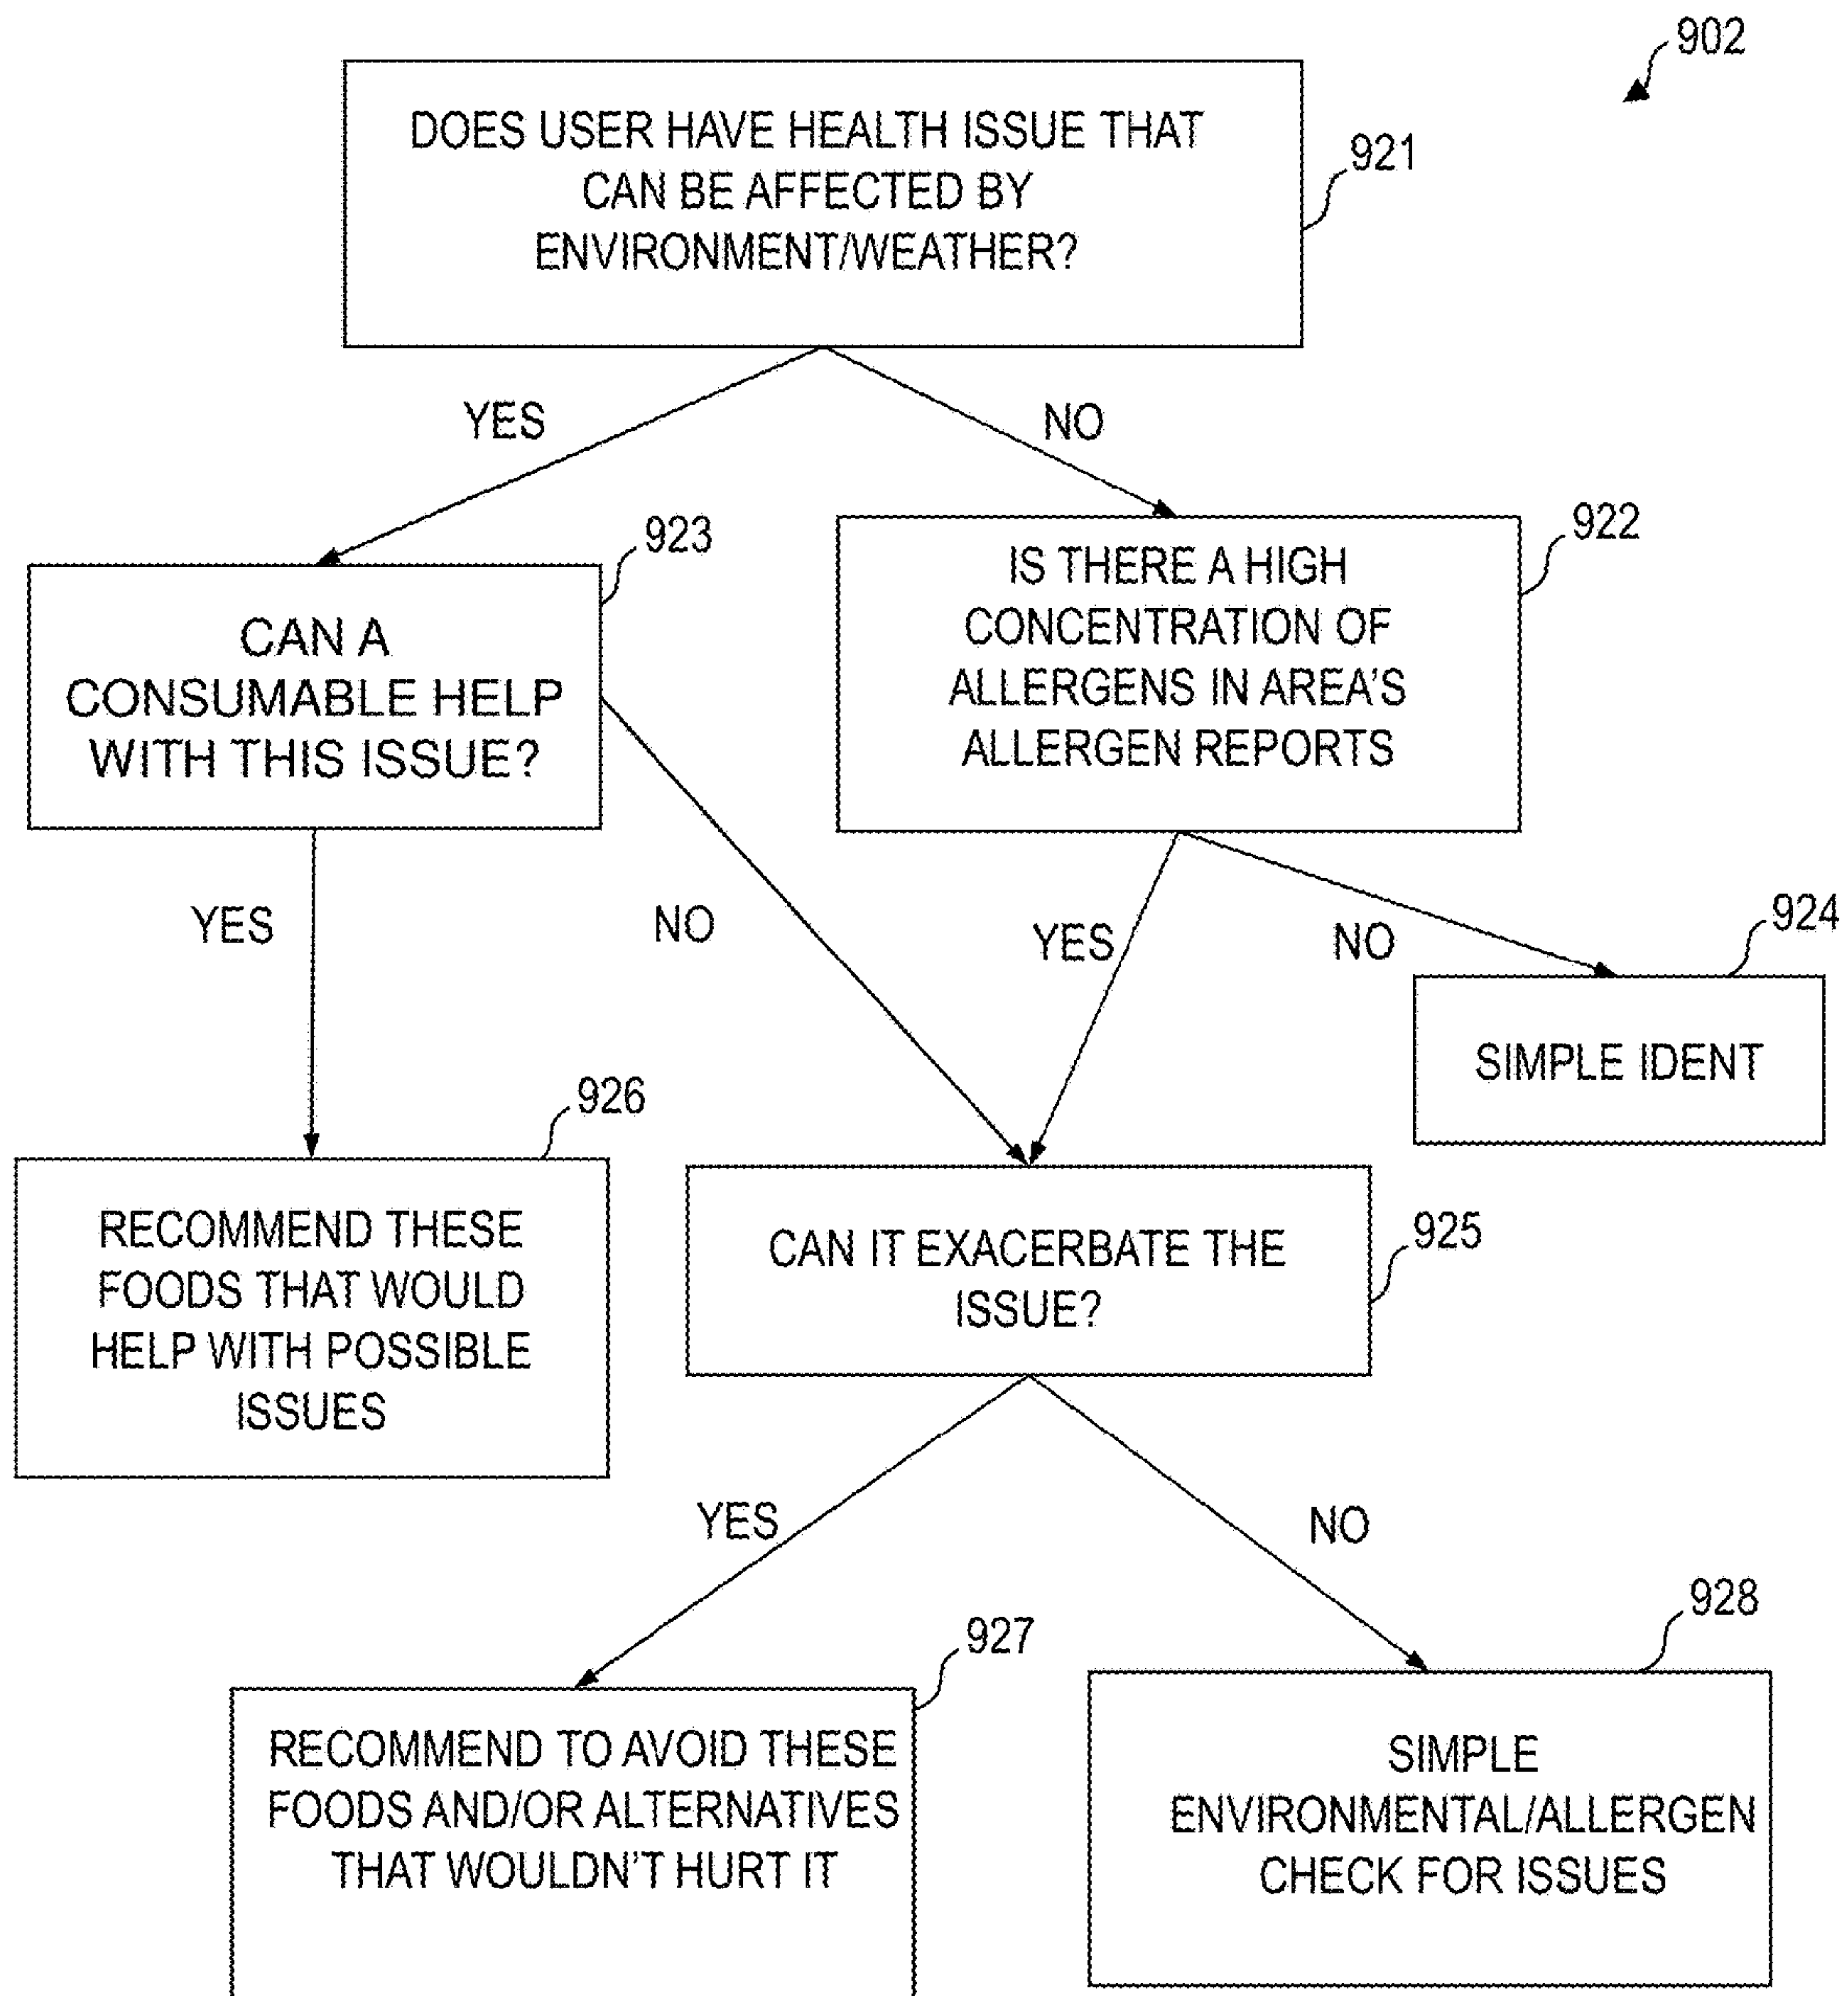 902
DOES USER HAVE HEALTH ISSUE THAT
CAN BE AFFECTED BY
ENVIRONMENT/WEATHER?
921
YES
NO
923
CAN A
CONSUMABLE HELP
WITH THIS ISSUE?
922
IS THERE A HIGH
CONCENTRATION OF
ALLERGENS IN AREA'S
ALLERGEN REPORTS
YES
NO
YES
NO
924
SIMPLE IDENT
926
RECOMMEND THESE
FOODS THAT WOULD
HELP WITH POSSIBLE
ISSUES
925
CAN IT EXACERBATE THE
ISSUE?
YES
NO
927
RECOMMEND TO AVOID THESE
FOODS AND/OR ALTERNATIVES
THAT WOULDN'T HURT IT
928
SIMPLE
ENVIRONMENTAL/ALLERGEN
CHECK FOR ISSUES